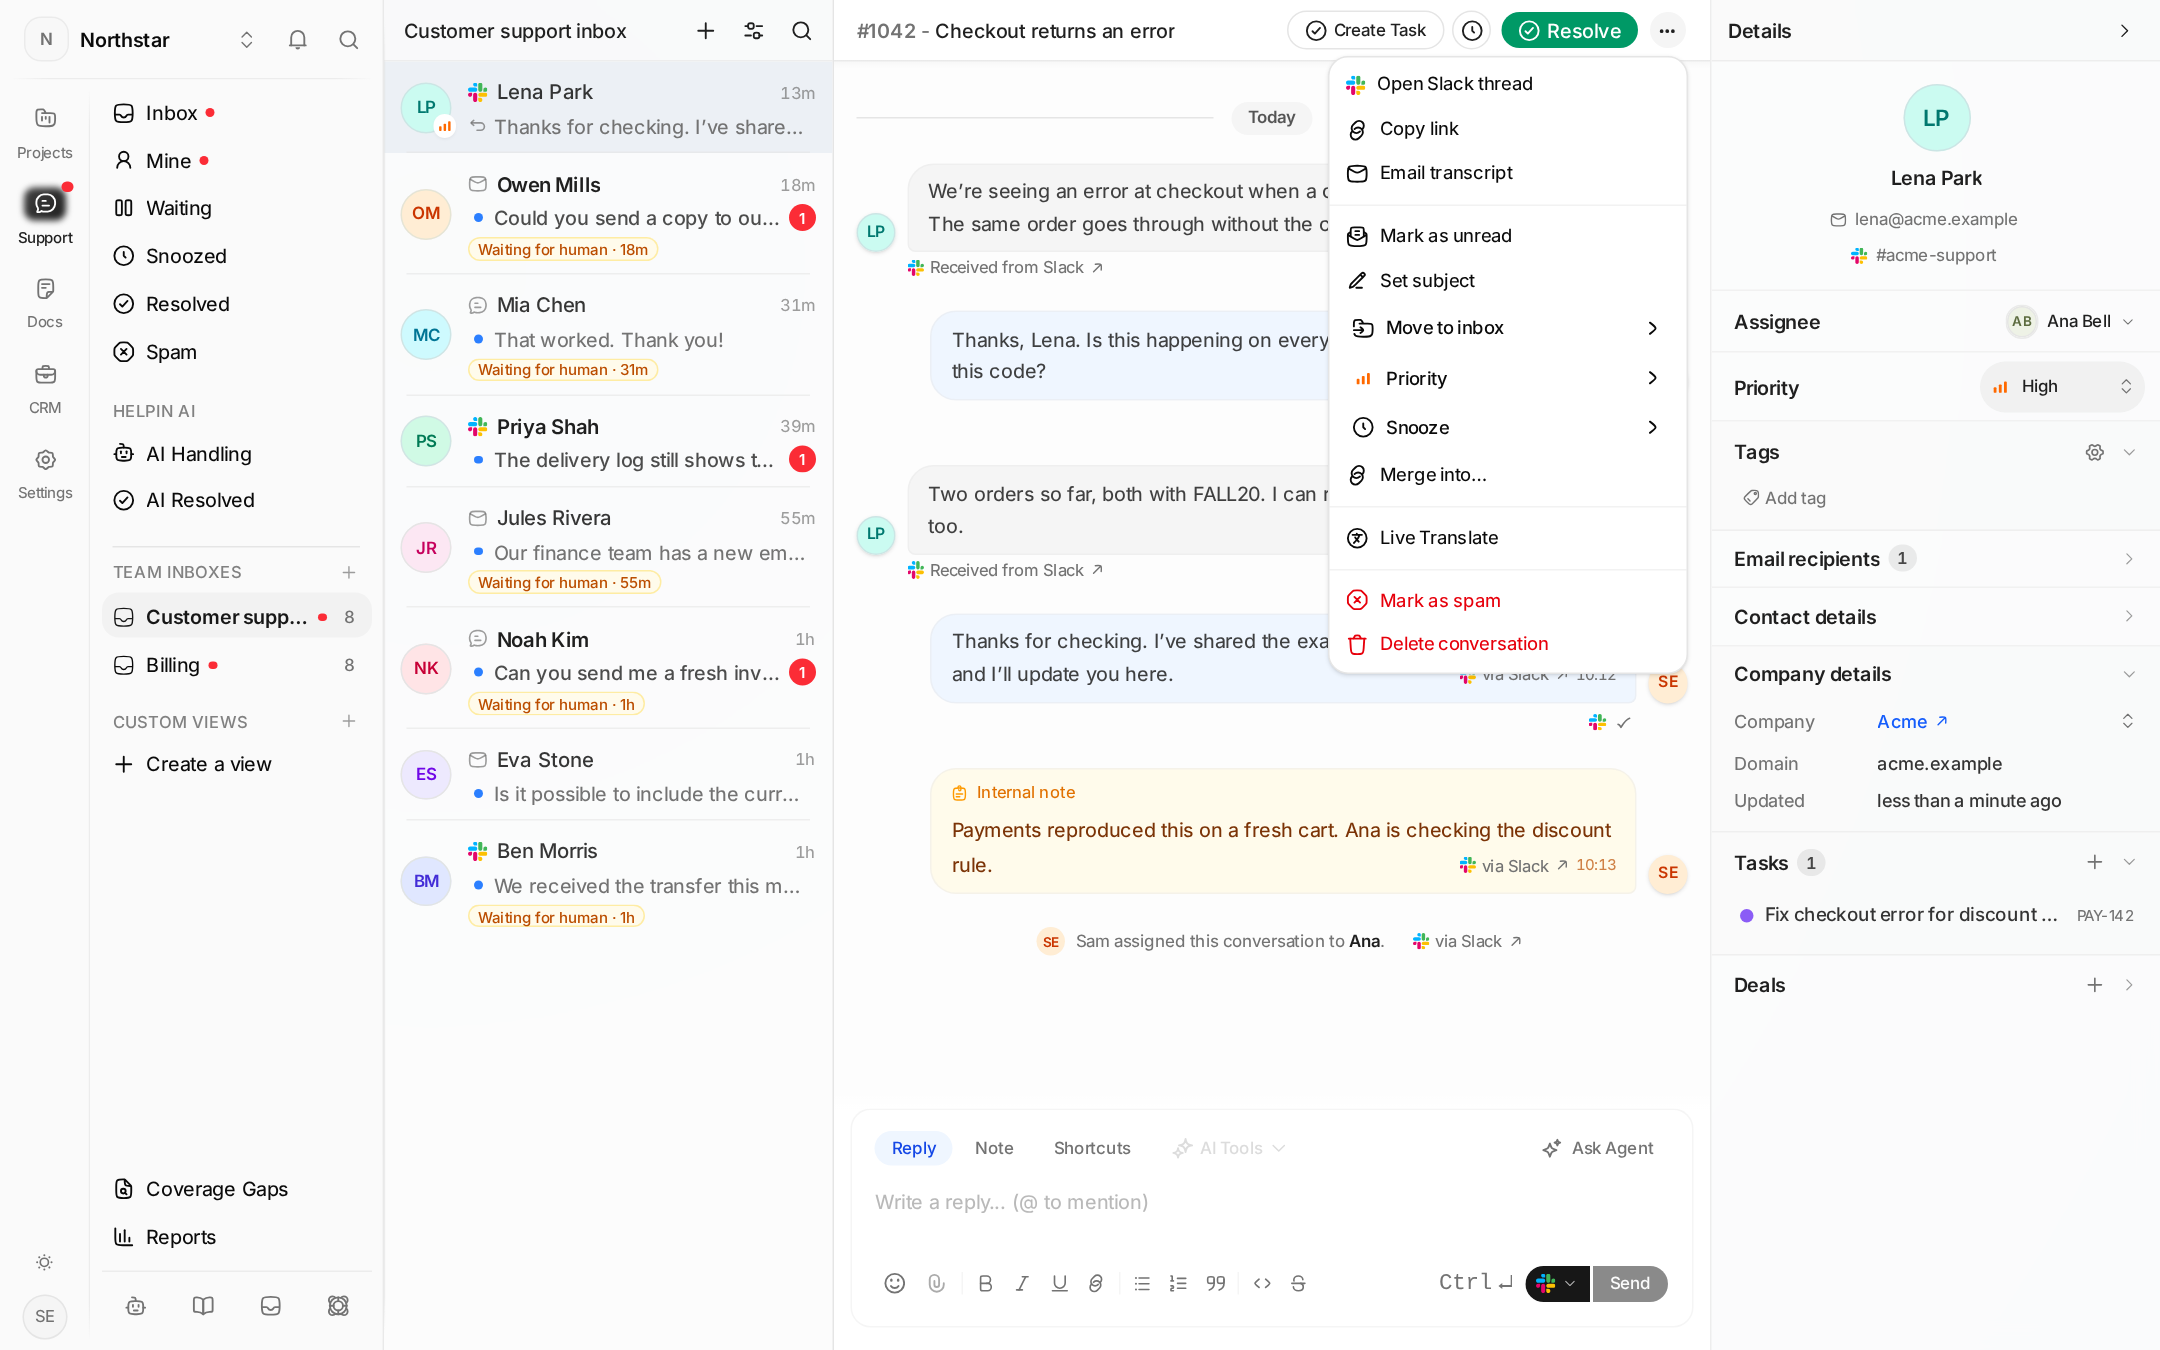 N
Northstar
Projects
Support
Docs
CRM
Settings
SE
Inbox
Mine
Waiting
Snoozed
Resolved
Spam
HELPIN AI
AI Handling
AI Resolved
TEAM INBOXES
Customer supp... 8
Billing 8
CUSTOM VIEWS
Create a view
Coverage Gaps
Reports
Customer support inbox
LP
Lena Park 13m
Thanks for checking. I've share...
OM
Owen Mills 18m
Could you send a copy to ou... 1
Waiting for human · 18m
MC
Mia Chen 31m
That worked. Thank you!
Waiting for human · 31m
PS
Priya Shah 39m
The delivery log still shows t... 1
JR
Jules Rivera 55m
Our finance team has a new em...
Waiting for human · 55m
NK
Noah Kim 1h
Can you send me a fresh inv... 1
Waiting for human · 1h
ES
Eva Stone 1h
Is it possible to include the curr...
BM
Ben Morris 1h
We received the transfer this m...
Waiting for human · 1h
#1042 - Checkout returns an error
Create Task
Resolve
Today
We're seeing an error at checkout when a
The same order goes through without the
LP
Received from Slack
Thanks, Lena. Is this happening on every
this code?
Two orders so far, both with FALL20. I can
too.
LP
Received from Slack
Thanks for checking. I've shared the
and I'll update you here.
via Slack 10:12
SE
Internal note
Payments reproduced this on a fresh cart. Ana is checking the discount
rule.
via Slack 10:13
SE
SE Sam assigned this conversation to Ana. via Slack
Open Slack thread
Copy link
Email transcript
Mark as unread
Set subject
Move to inbox
Priority
Snooze
Merge into...
Live Translate
Mark as spam
Delete conversation
Reply
Note
Shortcuts
AI Tools
Ask Agent
Write a reply... (@ to mention)
Ctrl
Send
Details
LP
Lena Park
lena@acme.example
#acme-support
Assignee AB Ana Bell
Priority High
Tags
Add tag
Email recipients 1
Contact details
Company details
Company Acme
Domain acme.example
Updated less than a minute ago
Tasks 1
Fix checkout error for discount ... PAY-142
Deals